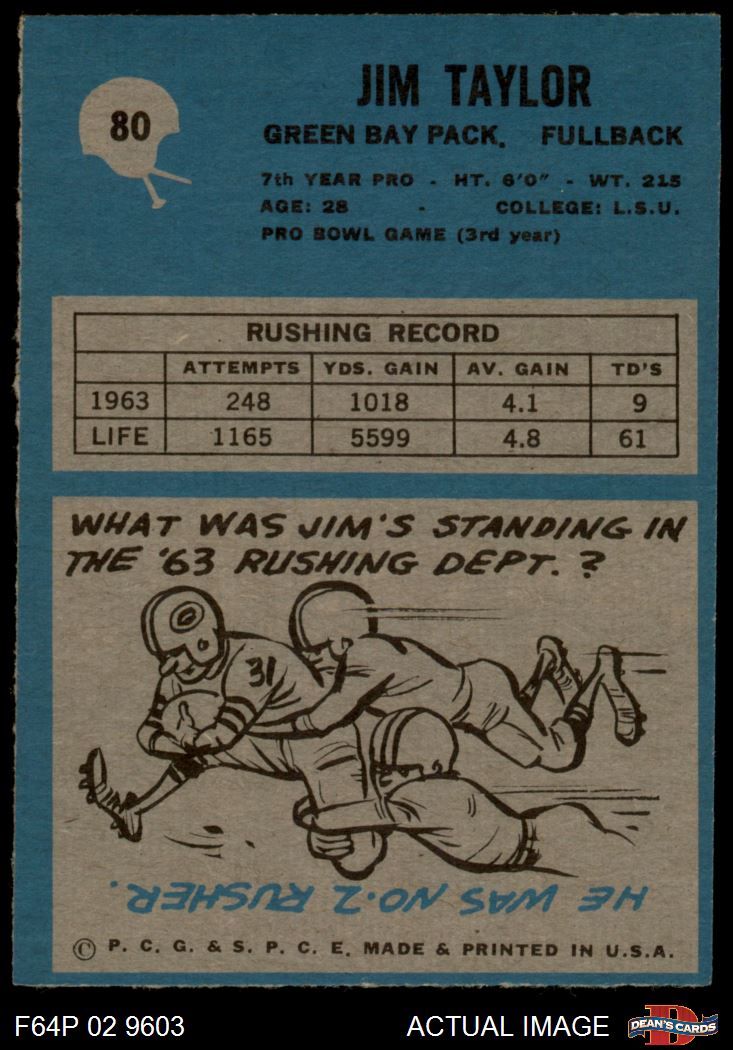 80
JIM TAYLOR
GREEN BAY PACK. FULLBACK
7th YEAR PRO - HT. 6'0" - WT. 215
AGE: 28 - COLLEGE: L.S.U.
PRO BOWL GAME (3rd year)
RUSHING RECORD
ATTEMPTS YDS. GAIN AV. GAIN TD'S
1963 248 1018 4.1 9
LIFE 1165 5599 4.8 61
WHAT WAS JIM'S STANDING IN
THE '63 RUSHING DEPT. ?
31
HE WAS NO. 2 RUSHER.
© P. C. G. & S. P. C. E. MADE & PRINTED IN U.S.A.
F64P 02 9603 ACTUAL IMAGE D DEAN'S CARDS